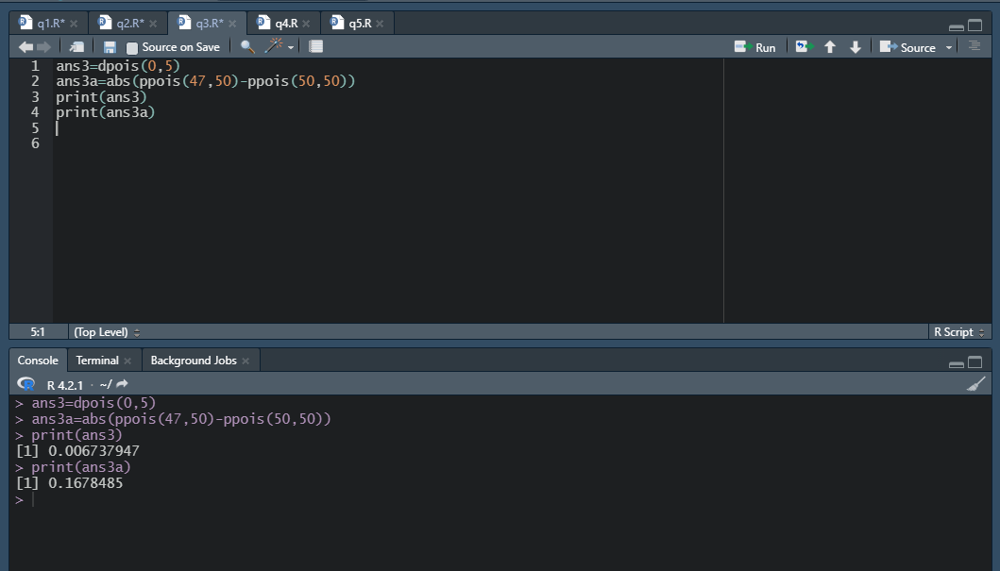 q1.R* q2.R* q3.R* q4.R q5.R
Source on Save Run Source
1 ans3=dpois(0,5)
2 ans3a=abs(ppois(47,50)-ppois(50,50))
3 print(ans3)
4 print(ans3a)
5
6
5:1 (Top Level) R Script
Console Terminal Background Jobs
R R 4.2.1 · ~/
> ans3=dpois(0,5)
> ans3a=abs(ppois(47,50)-ppois(50,50))
> print(ans3)
[1] 0.006737947
> print(ans3a)
[1] 0.1678485
>